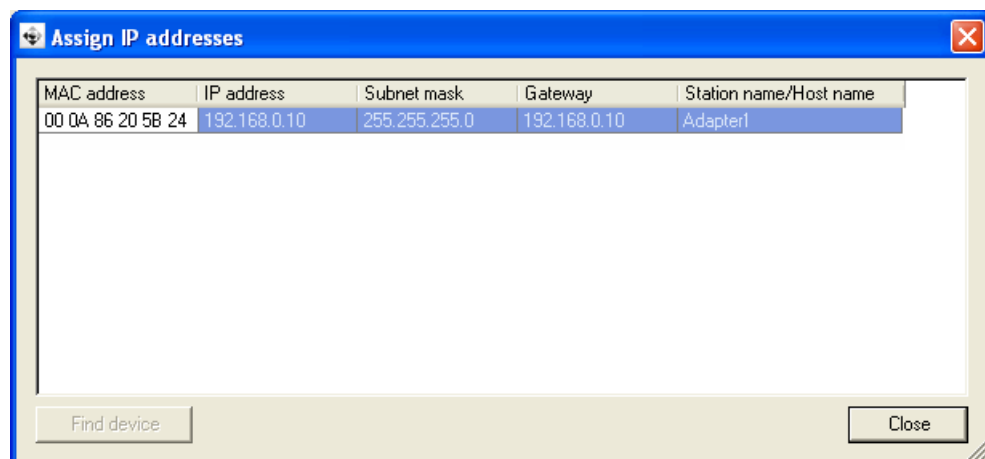 Assign IP addresses
MAC address IP address Subnet mask Gateway Station name/Host name
00 0A 86 20 5B 24 192.168.0.10 255.255.255.0 192.168.0.10 Adapter1
Find device Close